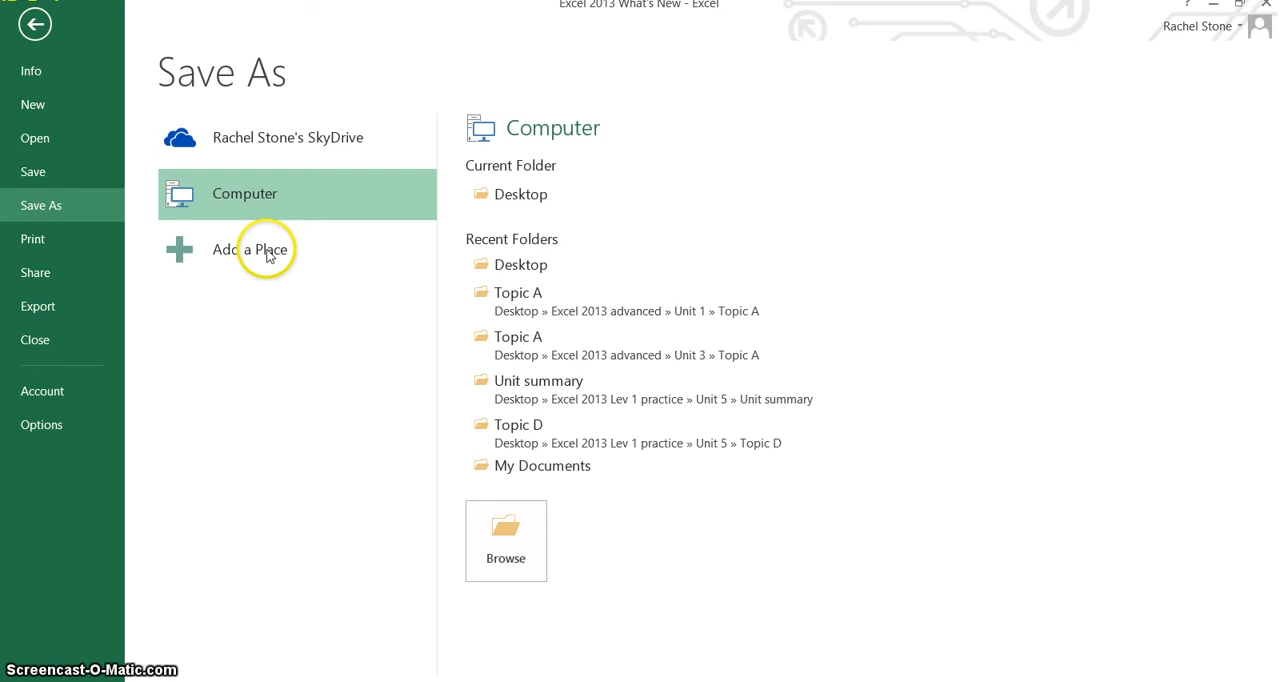 Excel 2013 What's New - Excel
?
Rachel Stone
Info
New
Open
Save
Save As
Print
Share
Export
Close
Account
Options
Save As
Rachel Stone's SkyDrive
Computer
Add a Place
Computer
Current Folder
Desktop
Recent Folders
Desktop
Topic A
Desktop » Excel 2013 advanced » Unit 1 » Topic A
Topic A
Desktop » Excel 2013 advanced » Unit 3 » Topic A
Unit summary
Desktop » Excel 2013 Lev 1 practice » Unit 5 » Unit summary
Topic D
Desktop » Excel 2013 Lev 1 practice » Unit 5 » Topic D
My Documents
Browse
Screencast-O-Matic.com